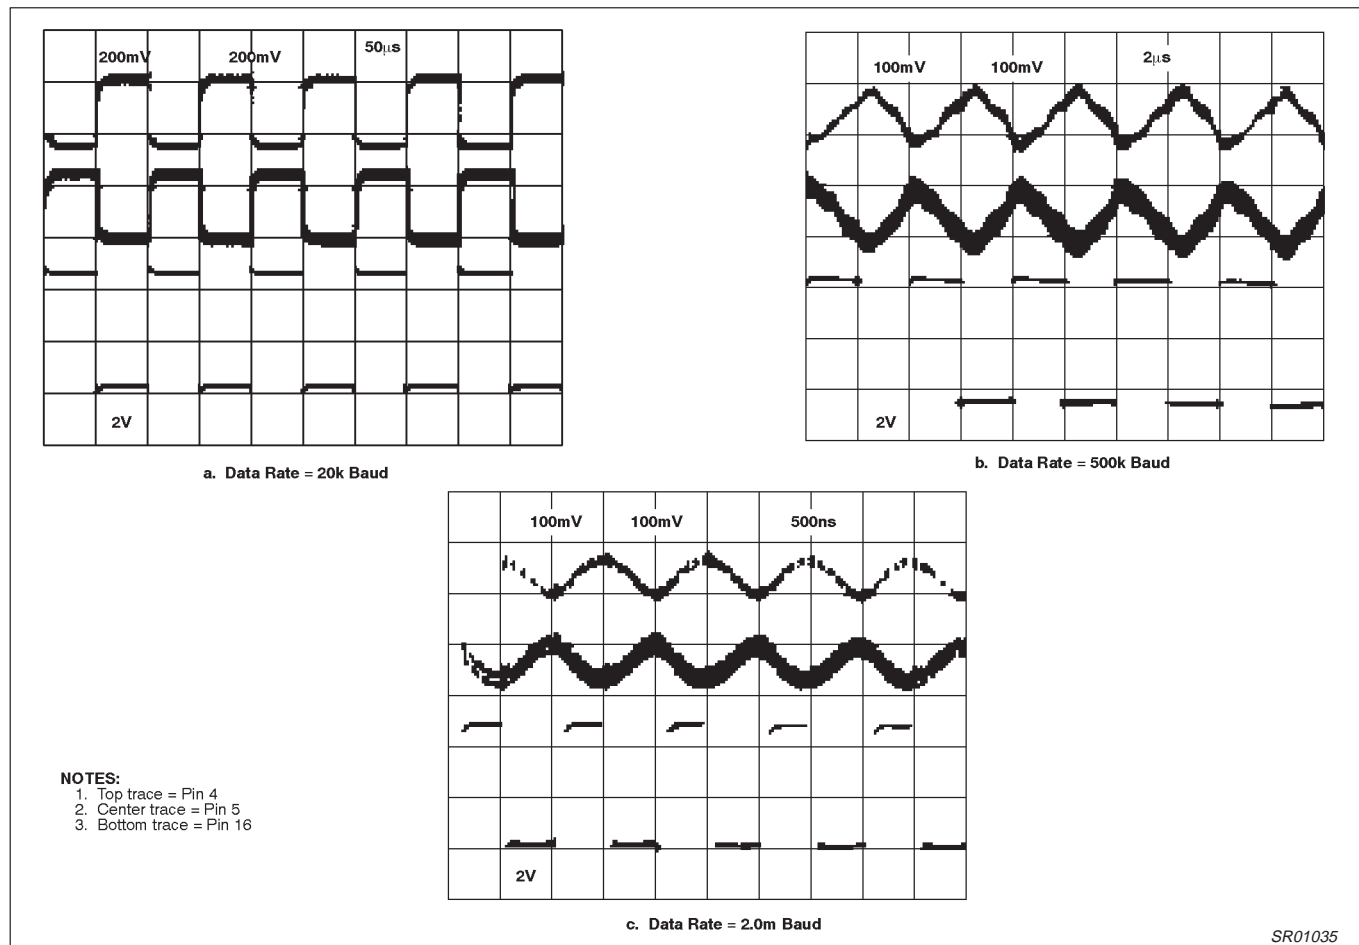 200mV 200mV 50µs
2V
a. Data Rate = 20k Baud
100mV 100mV 2µs
2V
b. Data Rate = 500k Baud
100mV 100mV 500ns
2V
c. Data Rate = 2.0m Baud
NOTES:
1. Top trace = Pin 4
2. Center trace = Pin 5
3. Bottom trace = Pin 16
SR01035